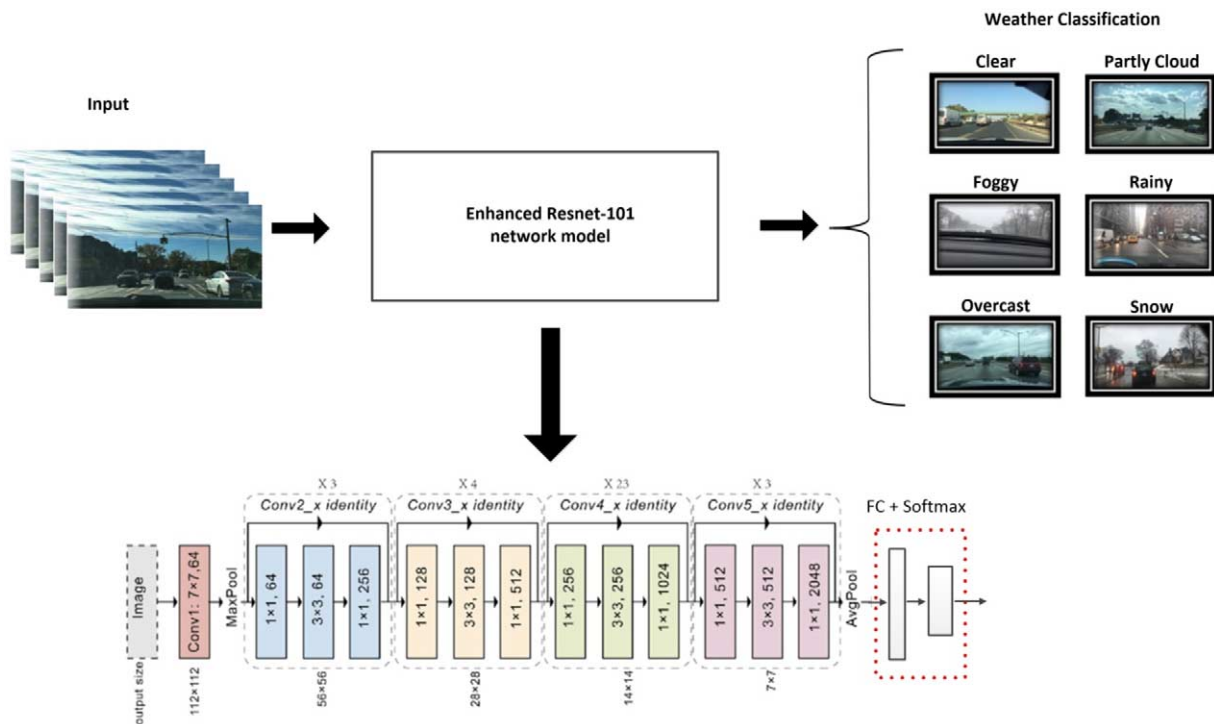 Weather Classification
Input
Clear
Partly Cloud
Foggy
Rainy
Overcast
Snow
Enhanced Resnet-101
network model
X 3
X 4
X 23
X 3
Conv2_x identity
Conv3_x identity
Conv4_x identity
Conv5_x identity
FC + Softmax
Image
Conv1: 7×7,64
MaxPool
1×1, 64
3×3, 64
1×1, 256
1×1, 128
3×3, 128
1×1, 512
1×1, 256
3×3, 256
1×1, 1024
1×1, 512
3×3, 512
1×1, 2048
AvgPool
output size
112×112
56×56
28×28
14×14
7×7